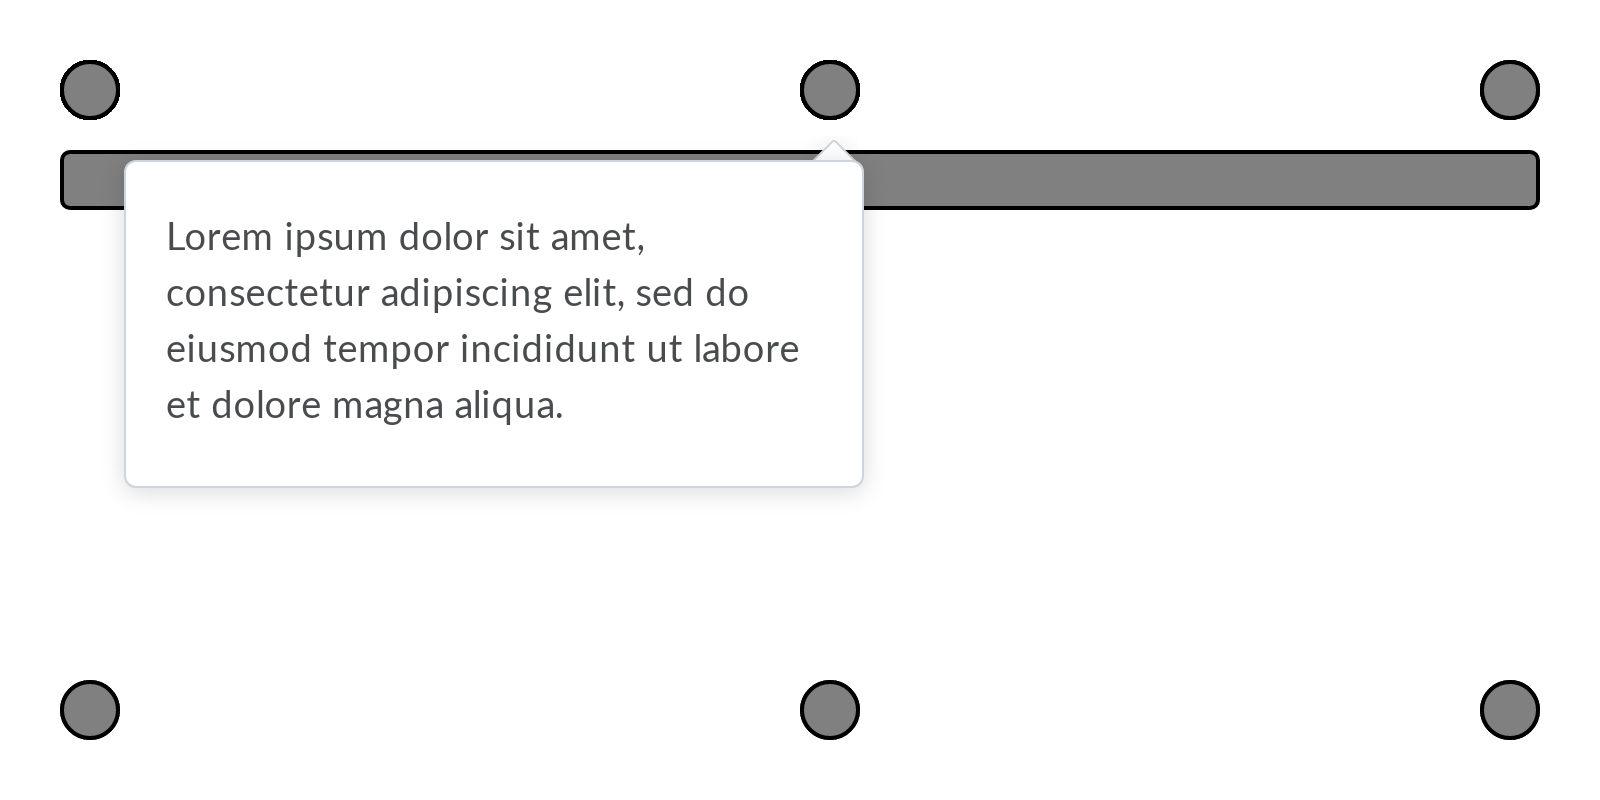 Lorem ipsum dolor sit amet,
consectetur adipiscing elit, sed do
eiusmod tempor incididunt ut labore
et dolore magna aliqua.